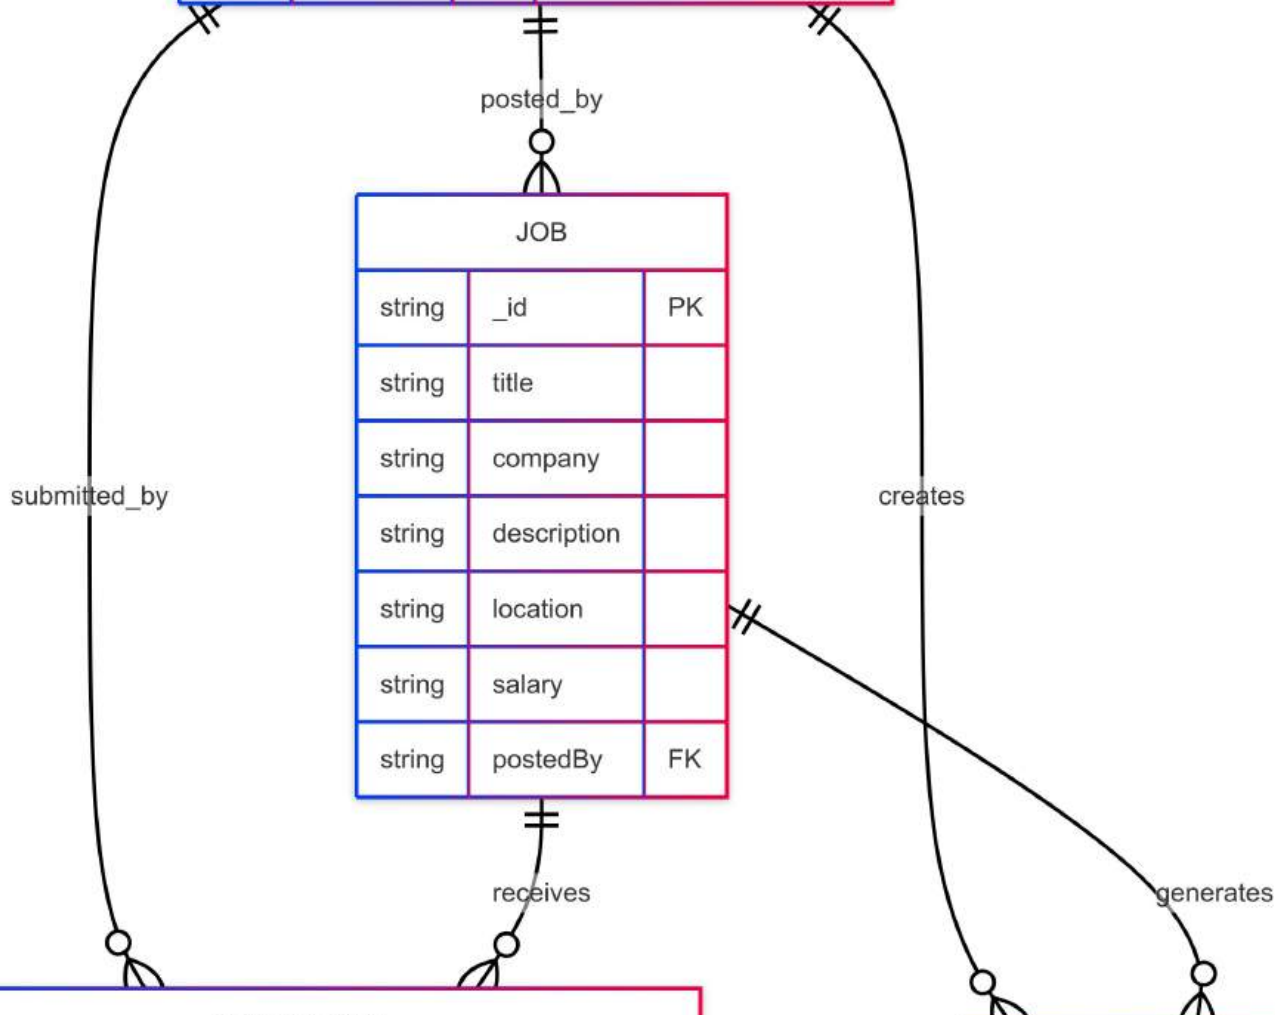 posted_by
JOB
string _id PK
string title
string company
submitted_by
creates
string description
string location
string salary
string postedBy FK
receives
generates